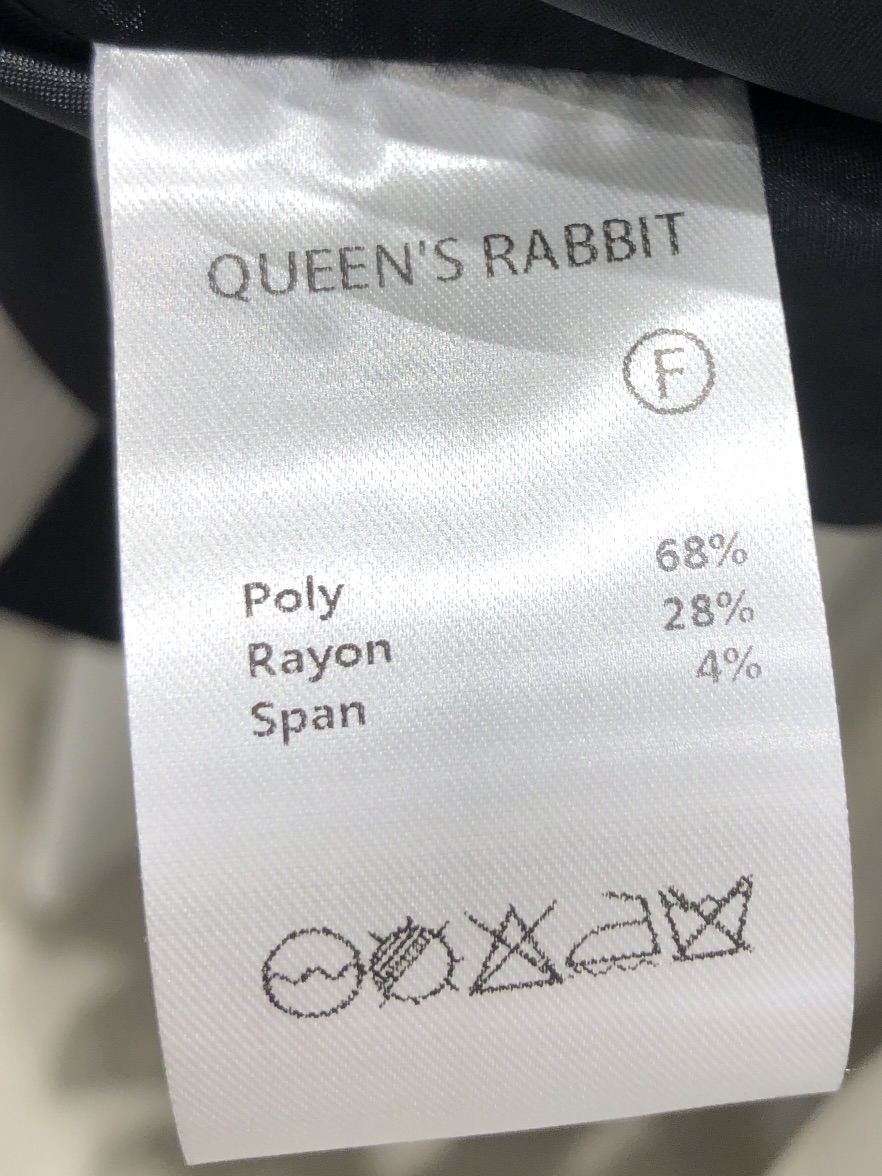 QUEEN'S RABBIT
F
Poly 68%
Rayon 28%
Span 4%